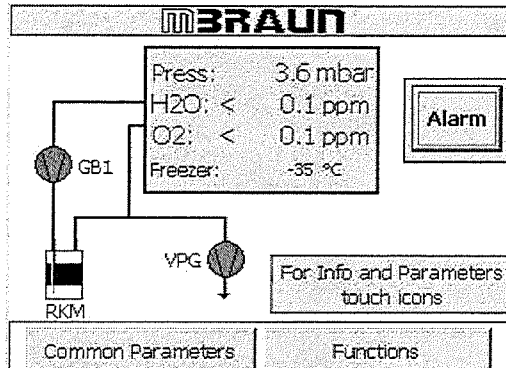 mBRAUN
Press: 3.6 mbar
H2O: < 0.1 ppm
O2: < 0.1 ppm
Freezer: -35 °C
Alarm
GB1
VPG
RKM
For Info and Parameters
touch icons
Common Parameters
Functions